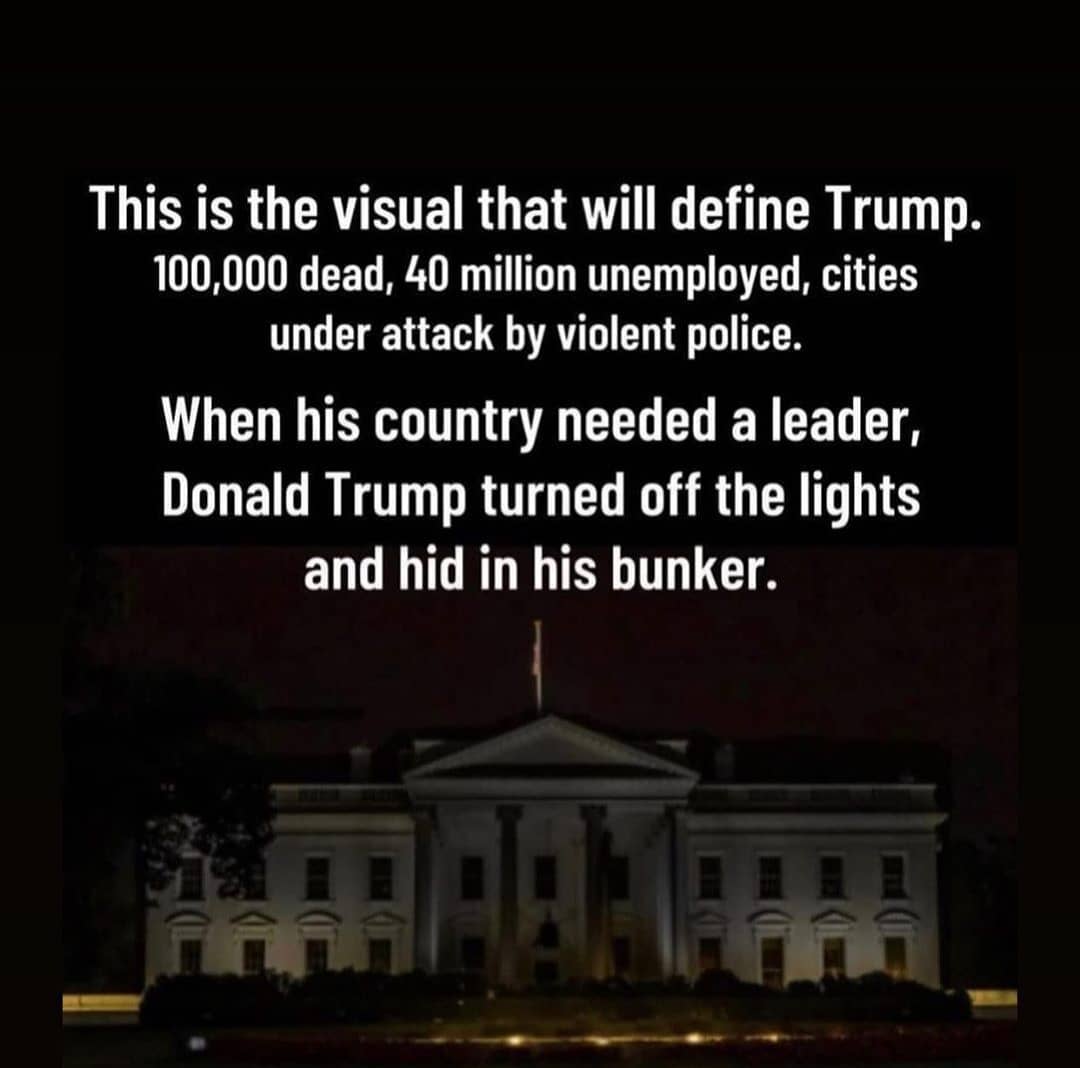 This is the visual that will define Trump.
100,000 dead, 40 million unemployed, cities
under attack by violent police.
When his country needed a leader,
Donald Trump turned off the lights
and hid in his bunker.